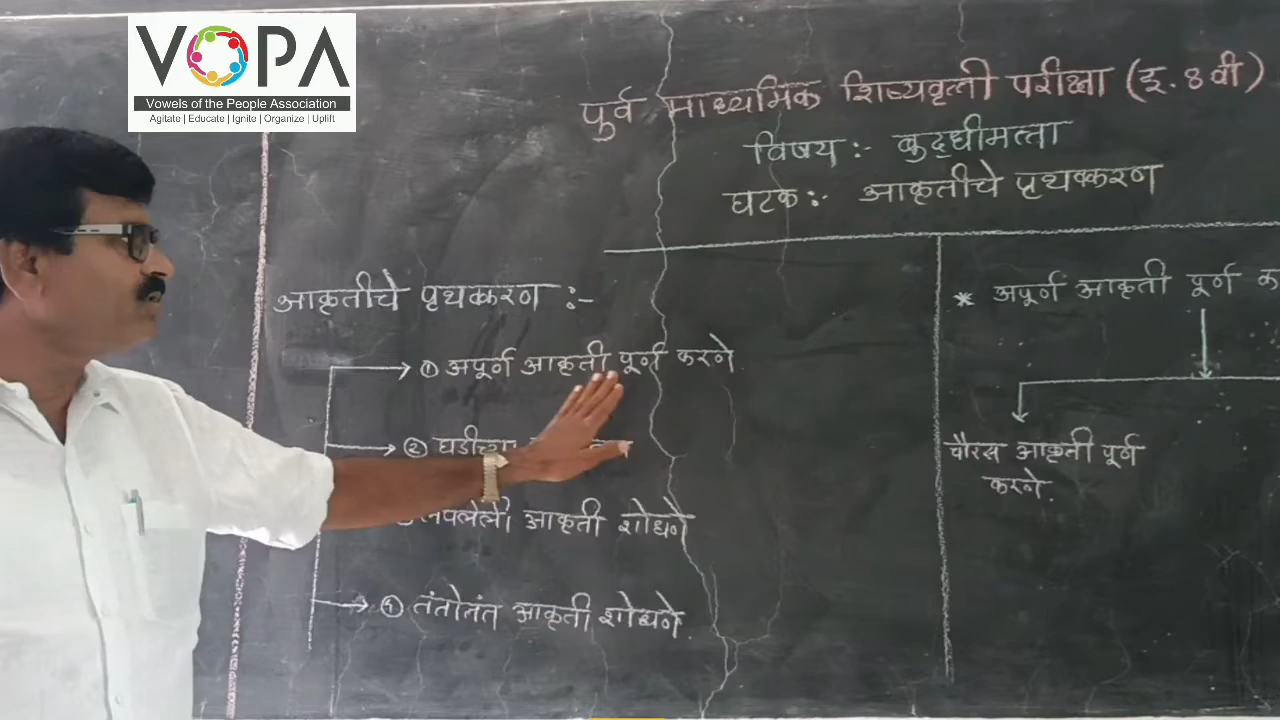 VOPA
Vowels of the People Association
Agitate | Educate | Ignite | Organize | Uplift
पुर्व माध्यमिक शिष्यवृत्ती परीक्षा (इ. ८ वी)
विषय :- बुद्धीमत्ता
घटक :- आकृतीचे पृथक्करण
आकृतीचे पृथक्करण :-
① अपूर्ण आकृती पूर्ण करणे
② घडीच्या
लपलेली आकृती शोधणे
④ तंतोतंत आकृती शोधणे
* अपूर्ण आकृती पूर्ण क
चौरस आकृती पूर्ण
करणे.